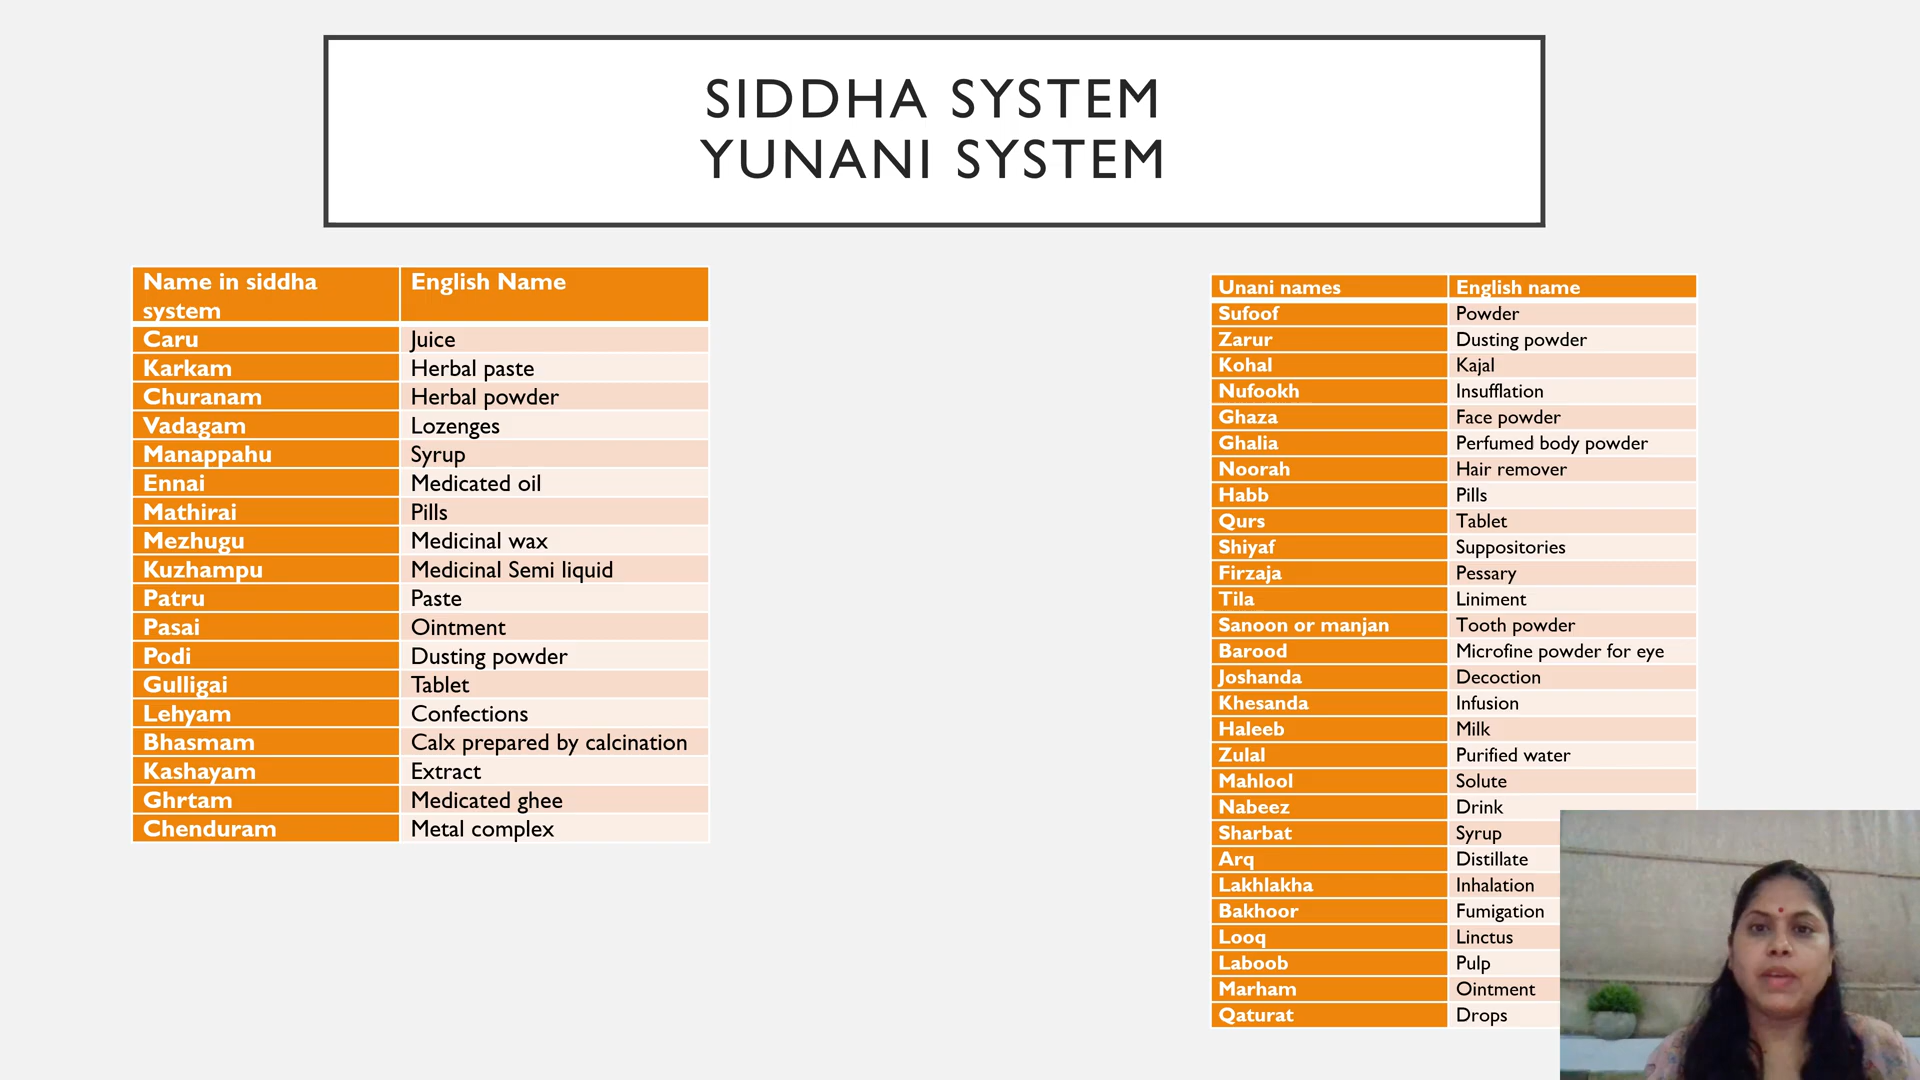 SIDDHA SYSTEM
YUNANI SYSTEM
Name in siddha system English Name
Caru Juice
Karkam Herbal paste
Churanam Herbal powder
Vadagam Lozenges
Manappahu Syrup
Ennai Medicated oil
Mathirai Pills
Mezhugu Medicinal wax
Kuzhampu Medicinal Semi liquid
Patru Paste
Pasai Ointment
Podi Dusting powder
Gulligai Tablet
Lehyam Confections
Bhasmam Calx prepared by calcination
Kashayam Extract
Ghrtam Medicated ghee
Chenduram Metal complex
Unani names English name
Sufoof Powder
Zarur Dusting powder
Kohal Kajal
Nufookh Insufflation
Ghaza Face powder
Ghalia Perfumed body powder
Noorah Hair remover
Habb Pills
Qurs Tablet
Shiyaf Suppositories
Firzaja Pessary
Tila Liniment
Sanoon or manjan Tooth powder
Barood Microfine powder for eye
Joshanda Decoction
Khesanda Infusion
Haleeb Milk
Zulal Purified water
Mahlool Solute
Nabeez Drink
Sharbat Syrup
Arq Distillate
Lakhlakha Inhalation
Bakhoor Fumigation
Looq Linctus
Laboob Pulp
Marham Ointment
Qaturat Drops